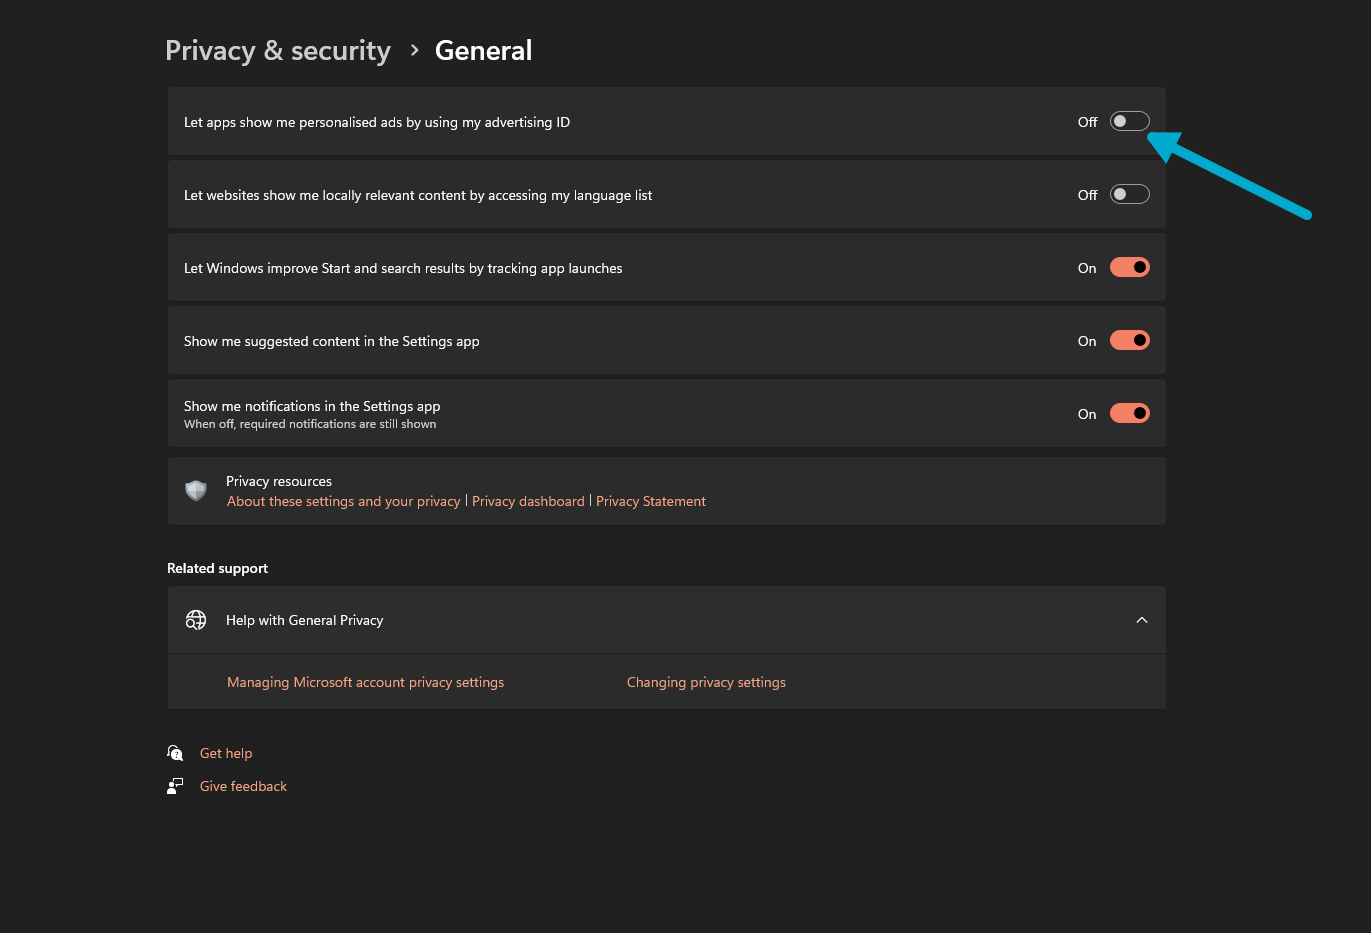 Privacy & security > General
Let apps show me personalised ads by using my advertising ID Off
Let websites show me locally relevant content by accessing my language list Off
Let Windows improve Start and search results by tracking app launches On
Show me suggested content in the Settings app On
Show me notifications in the Settings app On
When off, required notifications are still shown
Privacy resources
About these settings and your privacy | Privacy dashboard | Privacy Statement
Related support
Help with General Privacy
Managing Microsoft account privacy settings Changing privacy settings
Get help
Give feedback